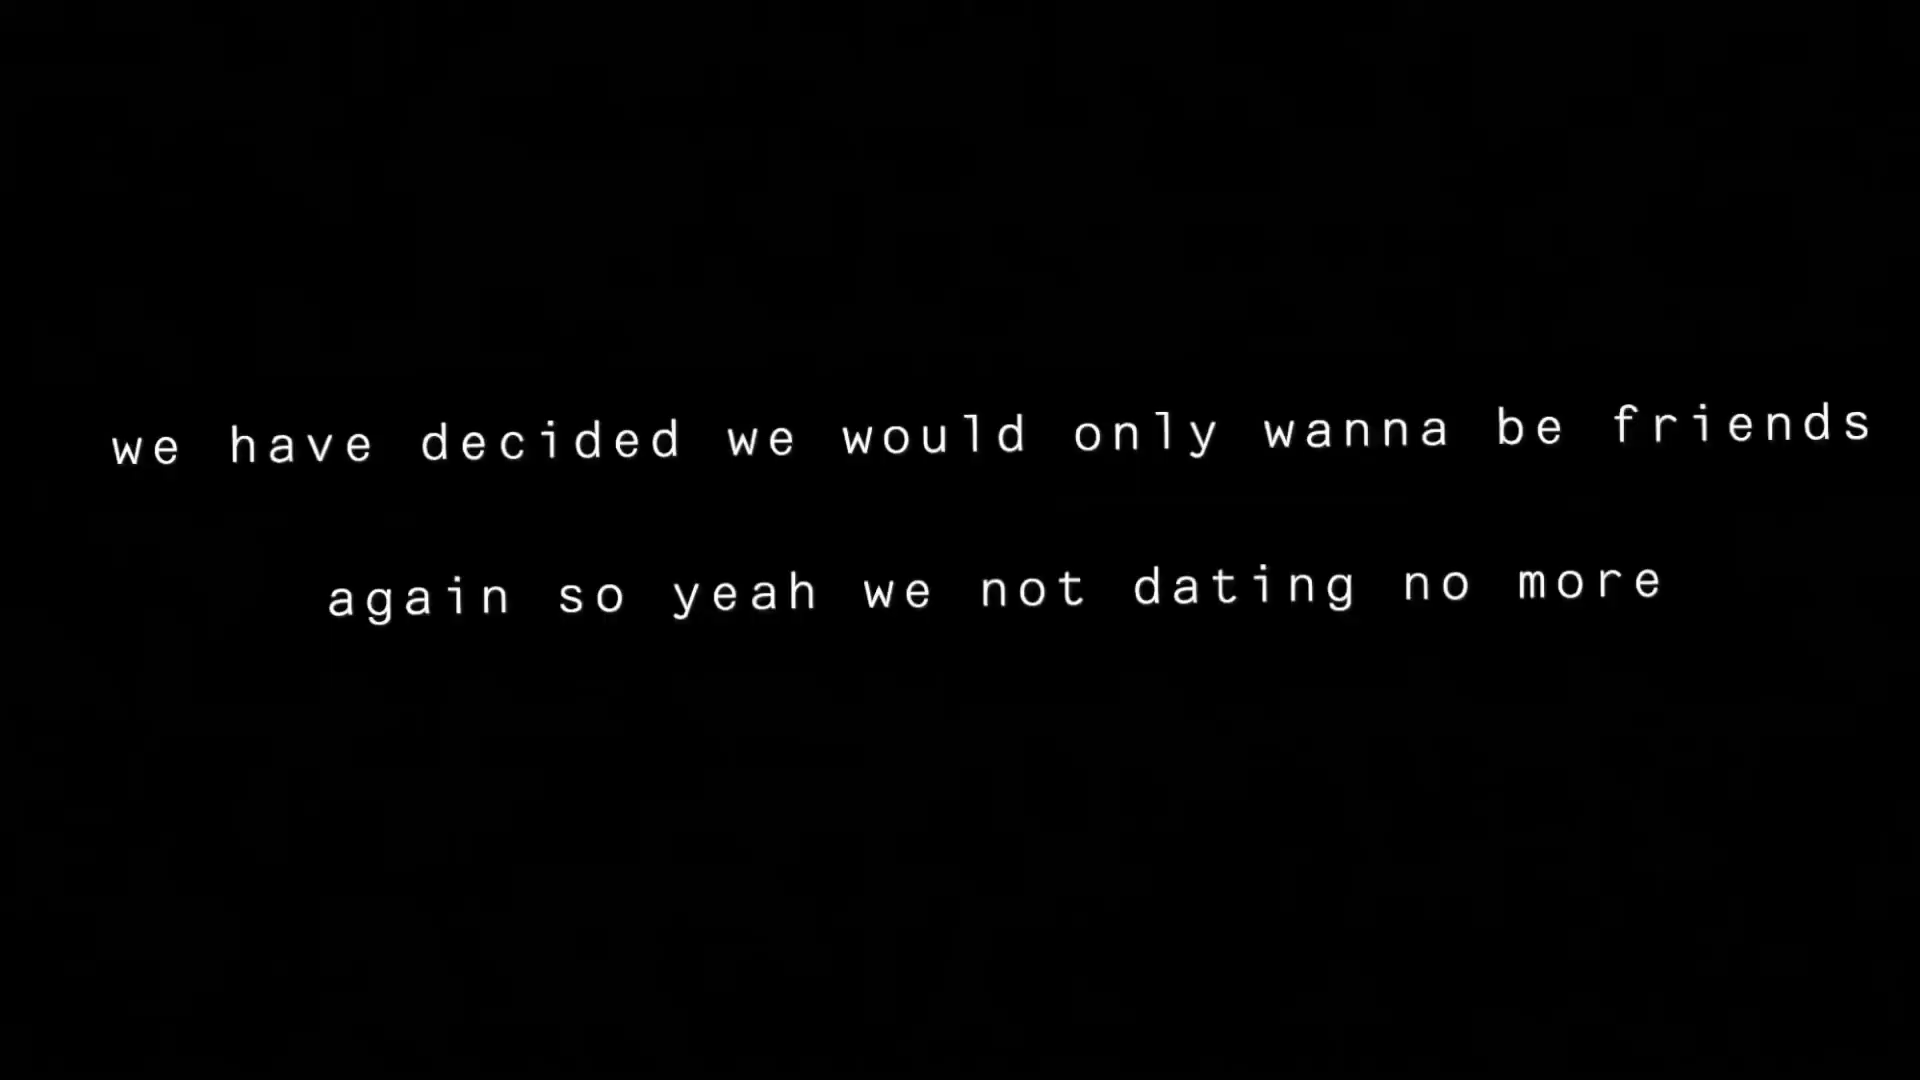 we have decided we would only wanna be friends
again so yeah we not dating no more